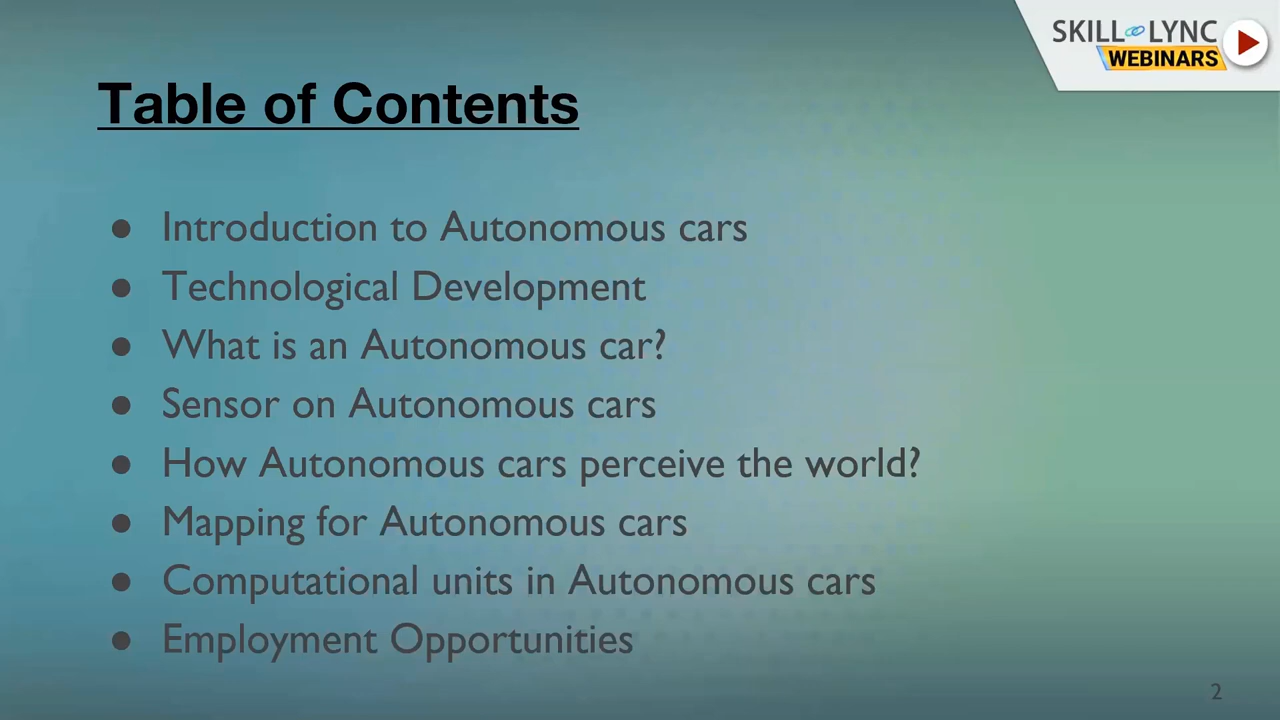 SKILL LYNC
WEBINARS
Table of Contents
● Introduction to Autonomous cars
● Technological Development
● What is an Autonomous car?
● Sensor on Autonomous cars
● How Autonomous cars perceive the world?
● Mapping for Autonomous cars
● Computational units in Autonomous cars
● Employment Opportunities
2